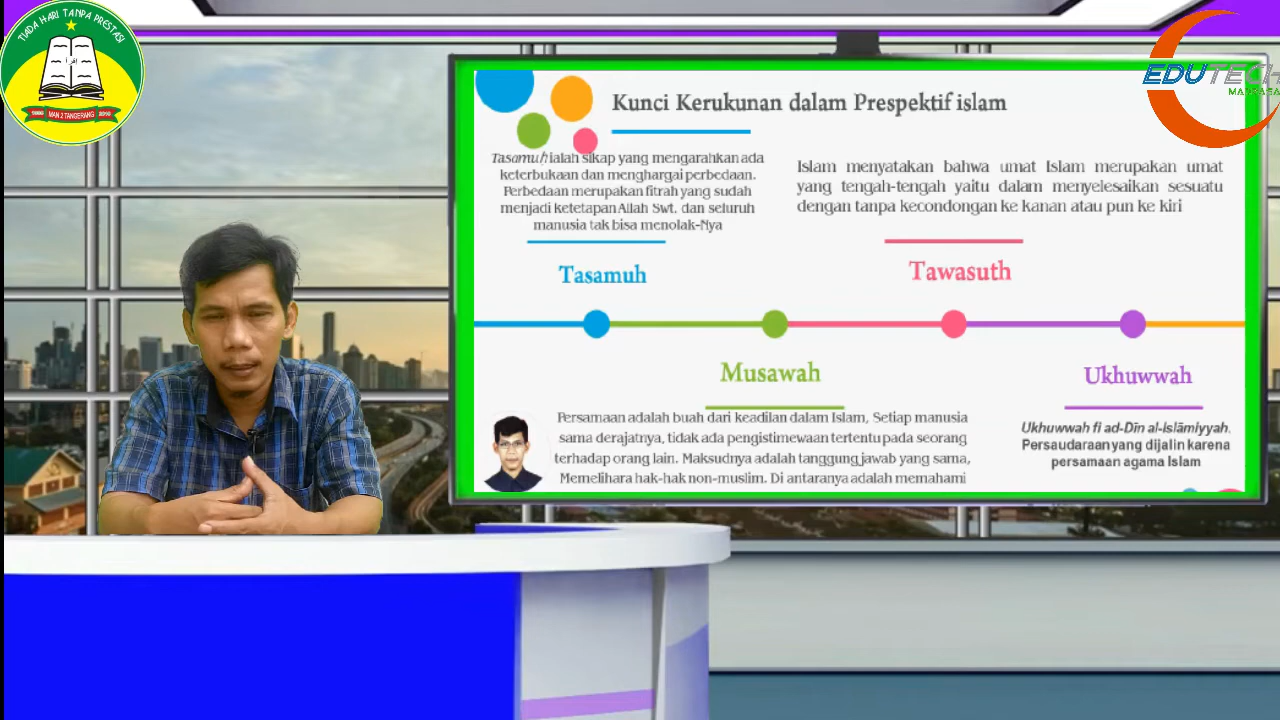 TIADA HARI TANPA PRESTASI
MAN 2 TANGERANG
EDUTECH
Kunci Kerukunan dalam Prespektif islam
Tasamuh ialah sikap yang mengarahkan ada
keterbukaan dan menghargai perbedaan.
Perbedaan merupakan fitrah yang sudah
menjadi ketetapan Allah Swt. dan seluruh
manusia tak bisa menolak-Nya
Islam menyatakan bahwa umat Islam merupakan umat
yang tengah-tengah yaitu dalam menyelesaikan sesuatu
dengan tanpa kecondongan ke kanan atau pun ke kiri
Tasamuh
Tawasuth
Musawah
Ukhuwwah
Persamaan adalah buah dari keadilan dalam Islam, Setiap manusia
sama derajatnya, tidak ada pengistimewaan tertentu pada seorang
terhadap orang lain. Maksudnya adalah tanggung jawab yang sama,
Memelihara hak-hak non-muslim. Di antaranya adalah memahami
Ukhuwwah fi ad-Dīn al-Islāmiyyah.
Persaudaraan yang dijalin karena
persamaan agama Islam